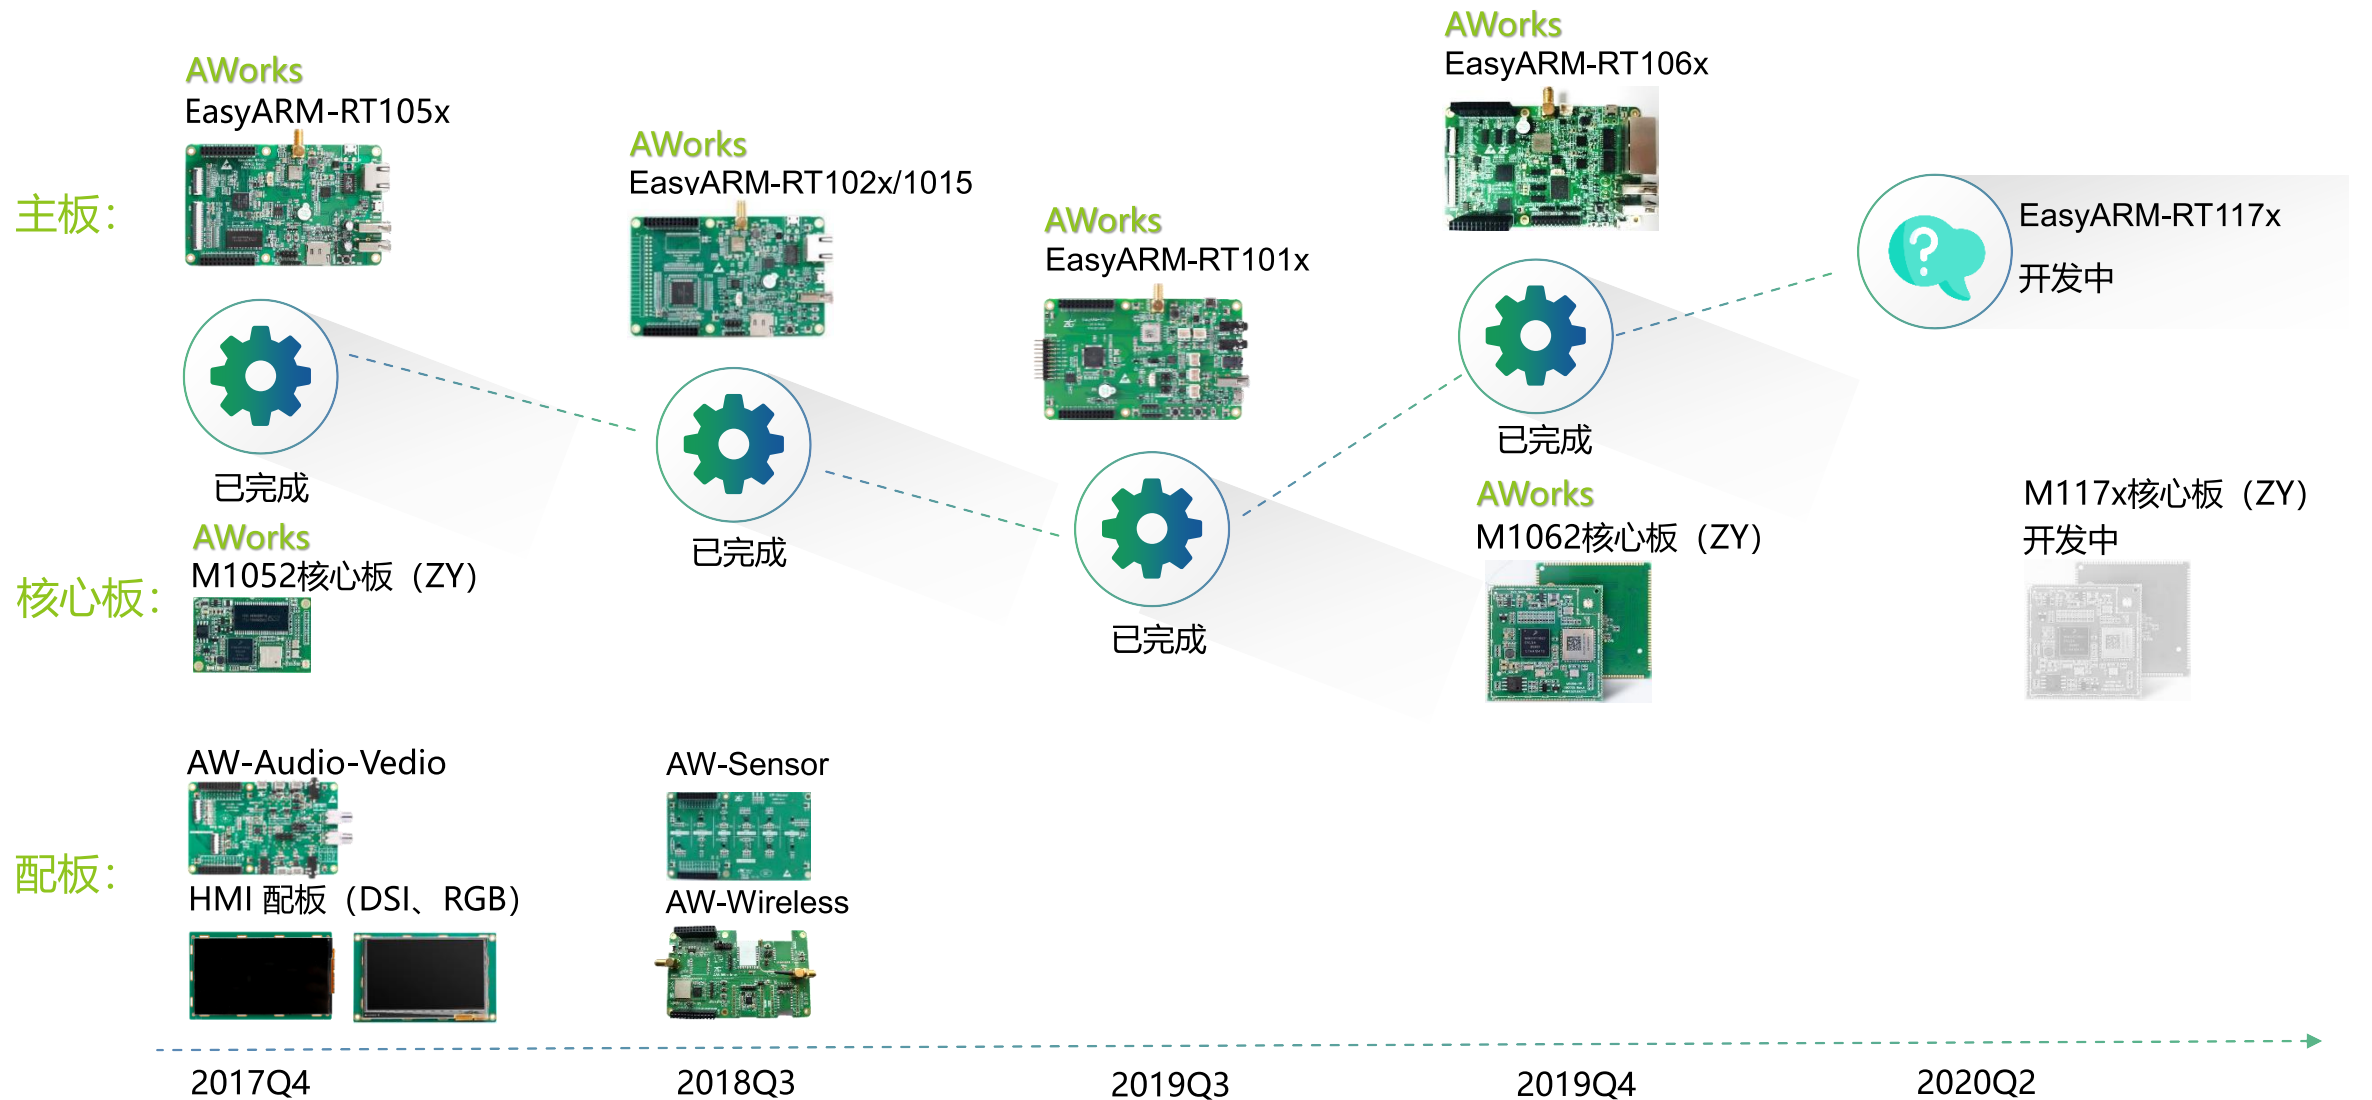 AWorks
EasyARM-RT105x
AWorks
EasyARM-RT102x/1015
AWorks
EasyARM-RT101x
AWorks
EasyARM-RT106x
主板：
EasyARM-RT117x
开发中
已完成
已完成
已完成
已完成
核心板：
AWorks
M1052核心板（ZY）
AWorks
M1062核心板（ZY）
M117x核心板（ZY）
开发中
配板：
AW-Audio-Vedio
HMI 配板（DSI、RGB）
AW-Sensor
AW-Wireless
2017Q4
2018Q3
2019Q3
2019Q4
2020Q2